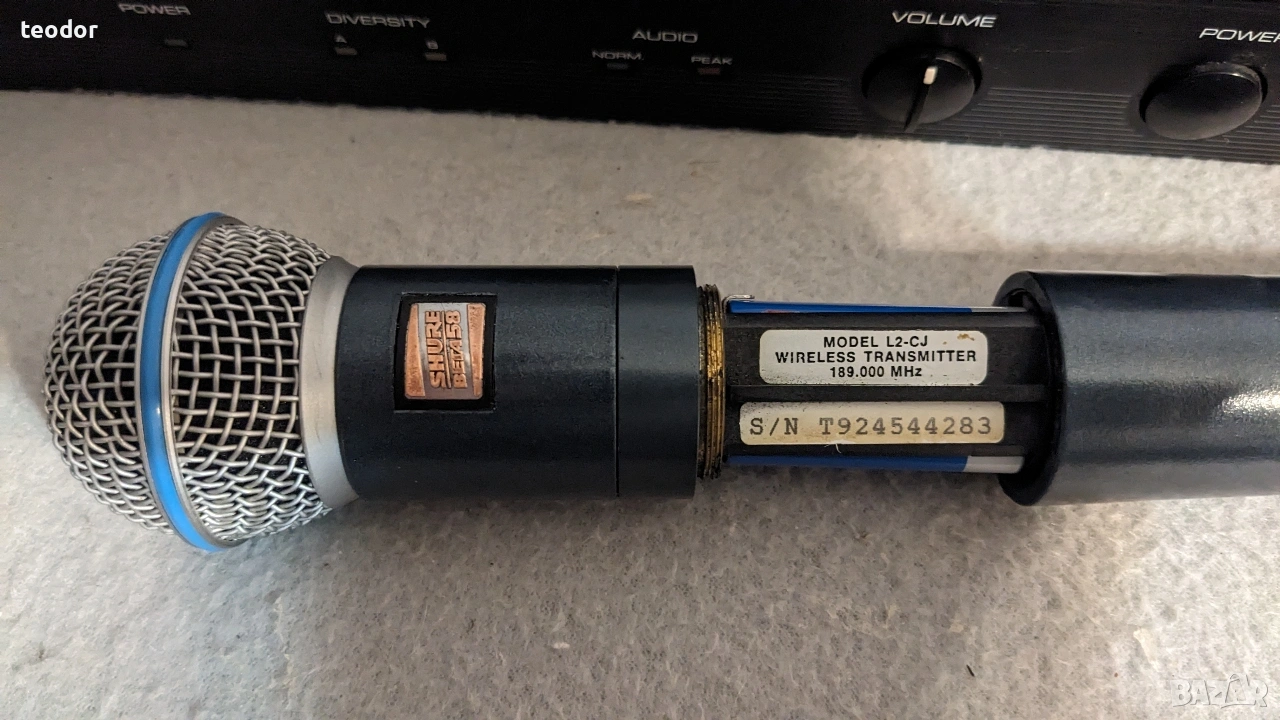 teodor
POWER
DIVERSITY
A
B
AUDIO
NORM.
PEAK
VOLUME
POWER
SHURE
BETA 58
MODEL L2-CJ
WIRELESS TRANSMITTER
189.000 MHz
S/N T924544283
BAZAR